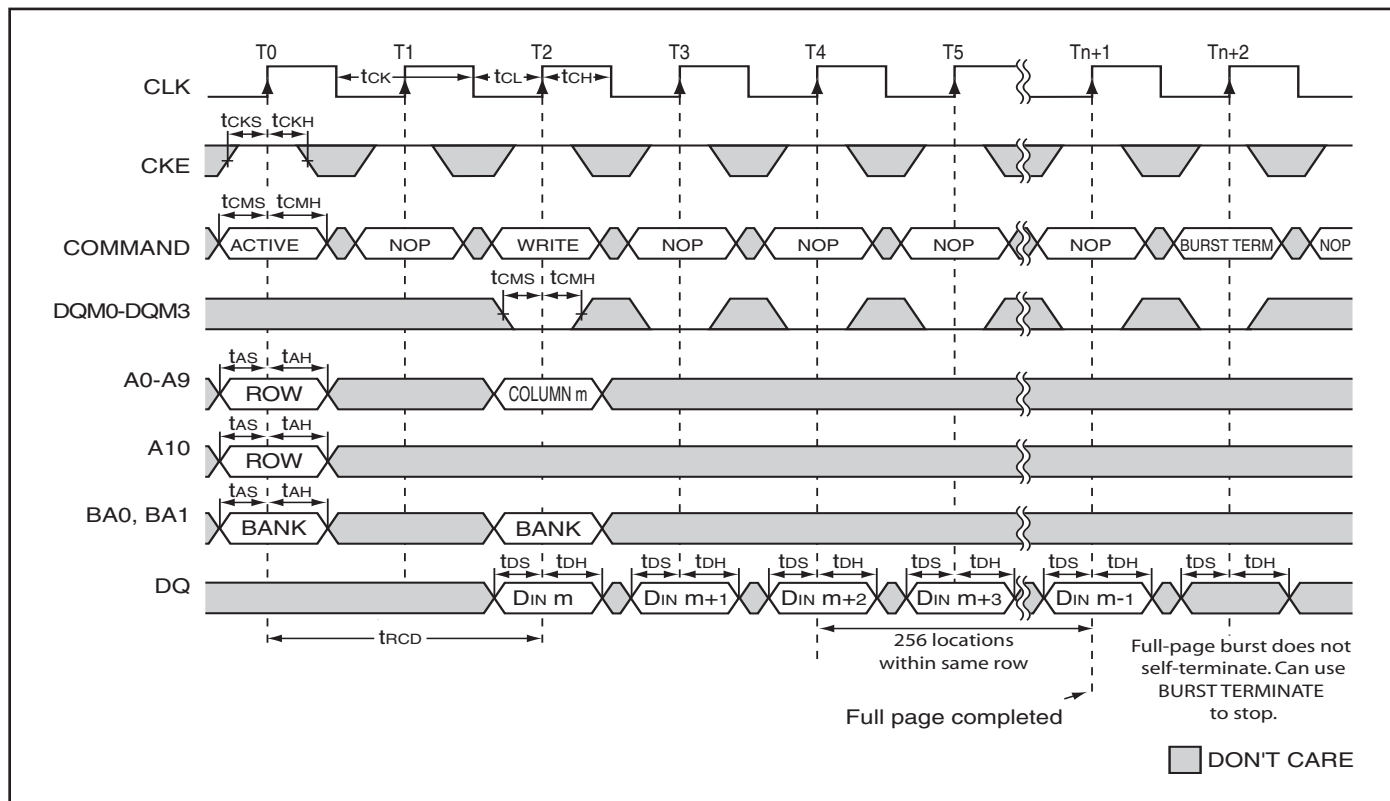 T0 T1 T2 T3 T4 T5 Tn+1 Tn+2
CLK
tCK tCL tCH
tCKS tCKH
CKE
tCMS tCMH
COMMAND
ACTIVE NOP WRITE NOP NOP NOP NOP BURST TERM NOP
tCMS tCMH
DQM0-DQM3
tAS tAH
A0-A9
ROW COLUMN m
tAS tAH
A10
ROW
tAS tAH
BA0, BA1
BANK BANK
tDS tDH tDS tDH tDS tDH tDS tDH tDS tDH tDS tDH
DQ
DIN m DIN m+1 DIN m+2 DIN m+3 DIN m-1
tRCD
256 locations
within same row
Full page completed
Full-page burst does not
self-terminate. Can use
BURST TERMINATE
to stop.
DON'T CARE